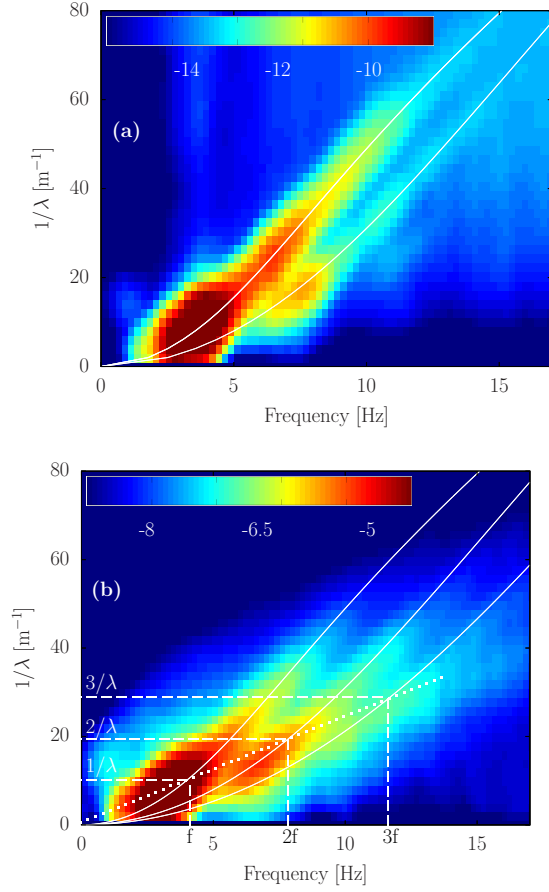 -14 -12 -10
80
60
(a)
1/λ [m⁻¹]
40
20
0
0 5 10 15
Frequency [Hz]
80
-8 -6.5 -5
60
(b)
1/λ [m⁻¹]
40
3/λ
2/λ
20
1/λ
0
0 f 5 2f 10 3f 15
Frequency [Hz]